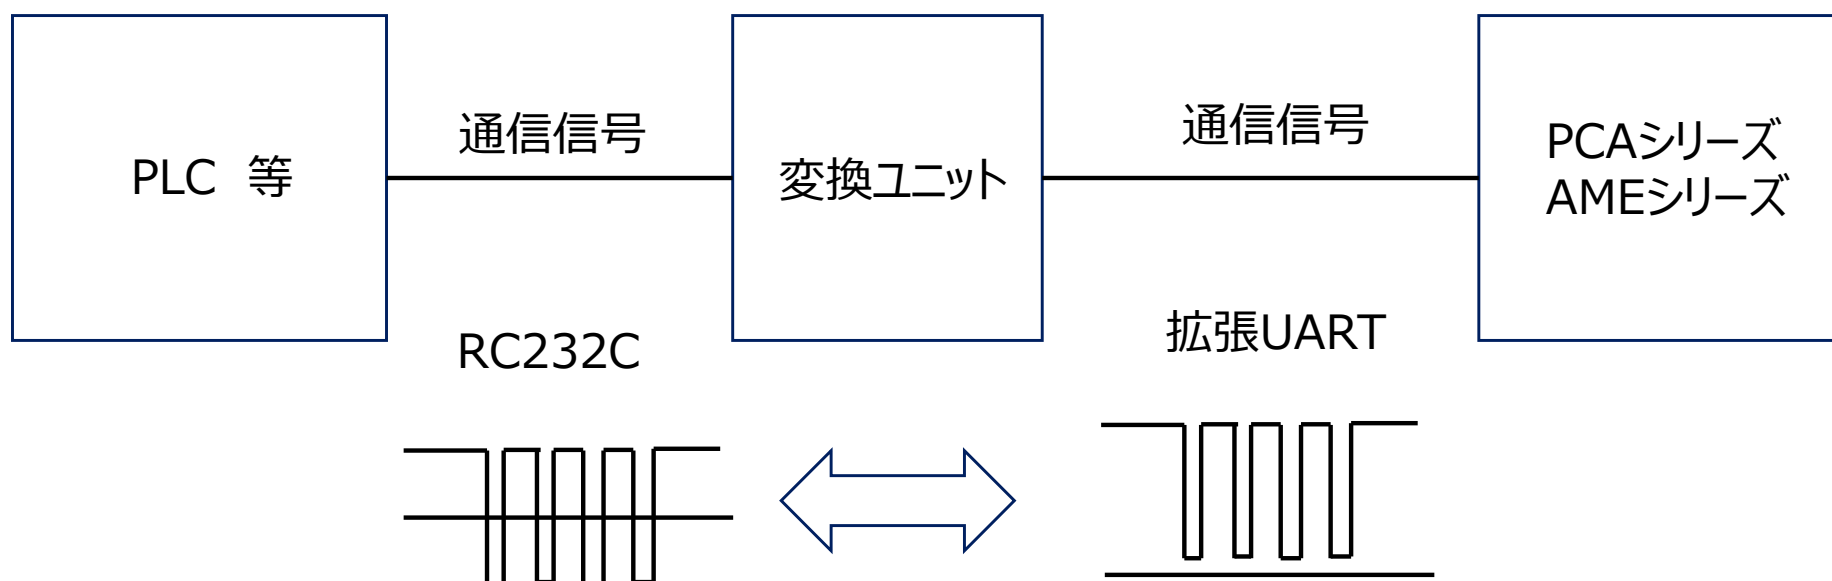 PLC 等
通信信号
変換ユニット
通信信号
PCAシリーズ
AMEシリーズ
RC232C
拡張UART